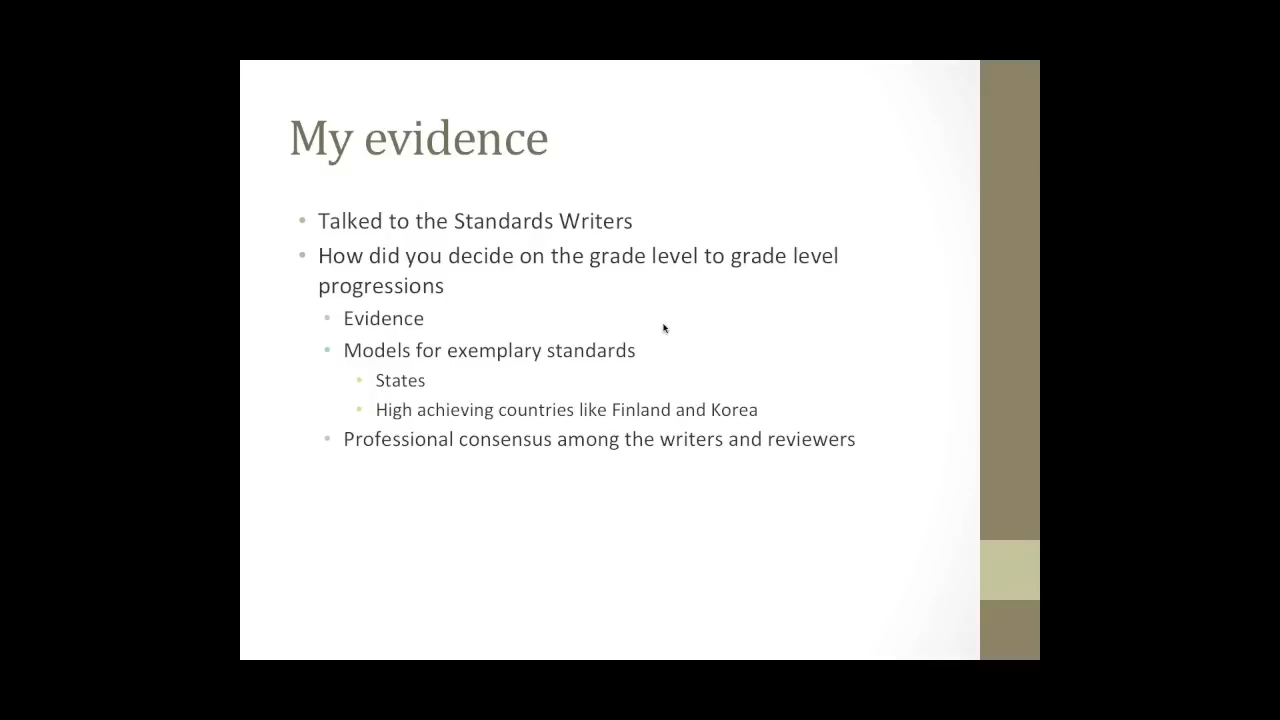 My evidence
• Talked to the Standards Writers
• How did you decide on the grade level to grade level
progressions
• Evidence
• Models for exemplary standards
• States
• High achieving countries like Finland and Korea
• Professional consensus among the writers and reviewers